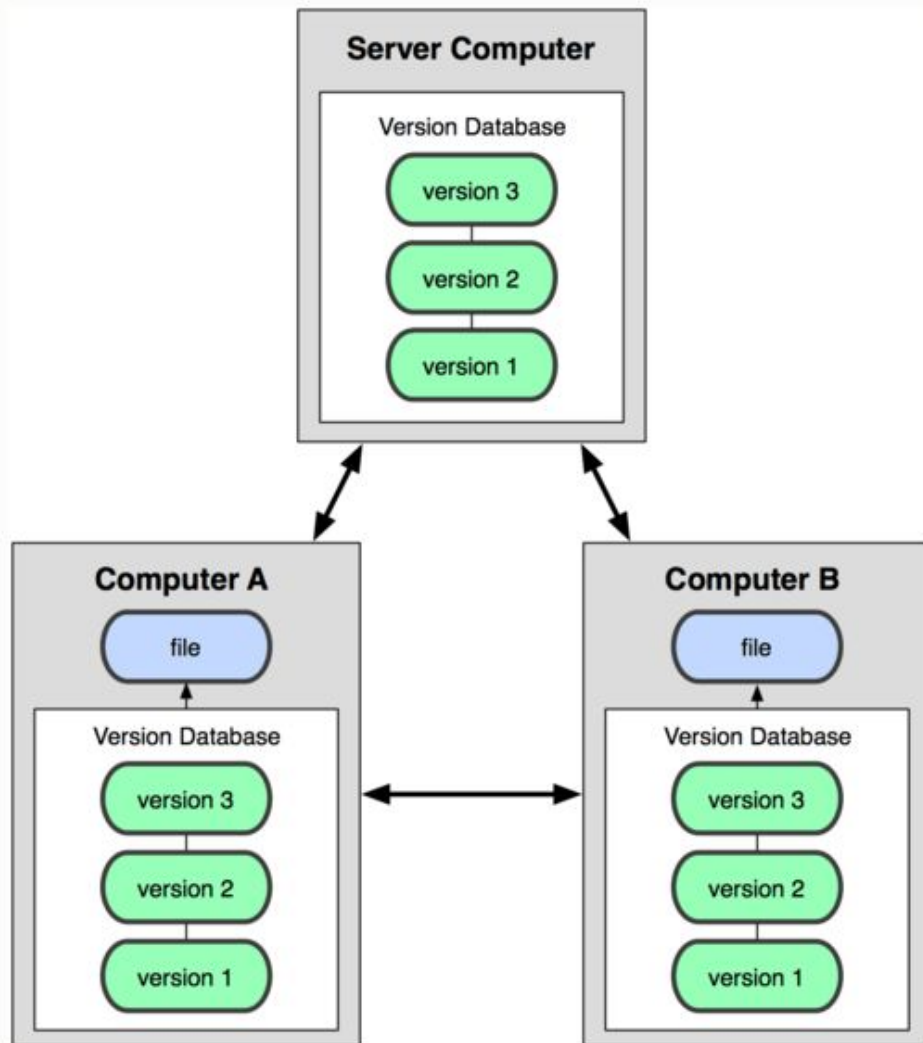 Server Computer
Version Database
version 3
version 2
version 1
Computer A
file
Version Database
version 3
version 2
version 1
Computer B
file
Version Database
version 3
version 2
version 1